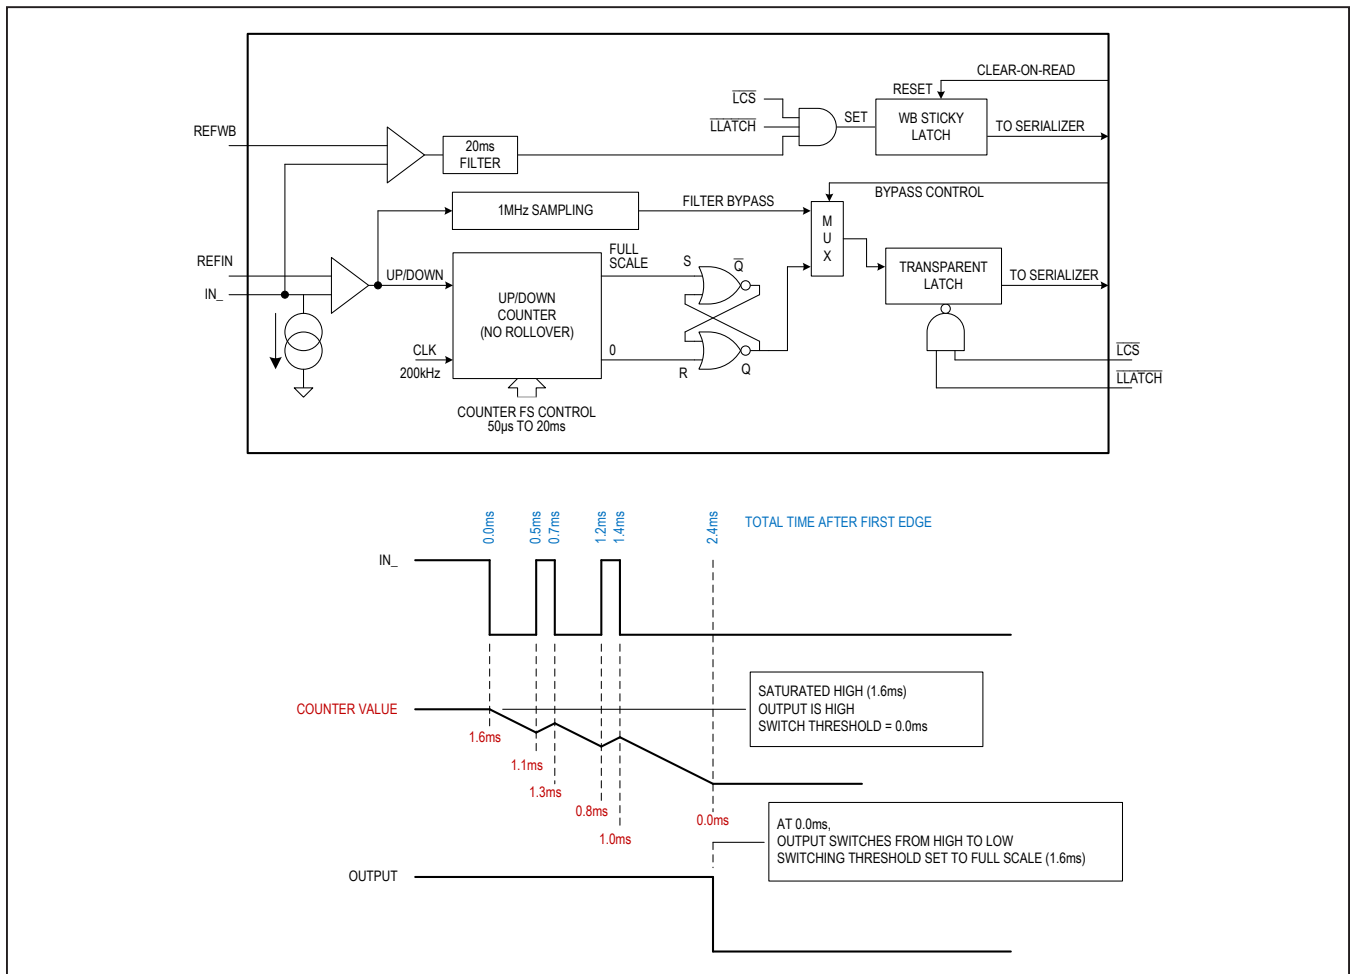 CLEAR-ON-READ
RESET
L̅C̅S̅
L̅L̅A̅T̅C̅H̅
SET
WB STICKY
LATCH
TO SERIALIZER
REFWB
20ms
FILTER
BYPASS CONTROL
1MHz SAMPLING
FILTER BYPASS
M
U
X
REFIN
IN_
UP/DOWN
FULL
SCALE
S
Q̅
UP/DOWN
COUNTER
(NO ROLLOVER)
TRANSPARENT
LATCH
TO SERIALIZER
CLK
200kHz
0
R
Q
L̅C̅S̅
L̅L̅A̅T̅C̅H̅
COUNTER FS CONTROL
50µs TO 20ms
0.0ms
0.5ms
0.7ms
1.2ms
1.4ms
2.4ms
TOTAL TIME AFTER FIRST EDGE
IN_
COUNTER VALUE
SATURATED HIGH (1.6ms)
OUTPUT IS HIGH
SWITCH THRESHOLD = 0.0ms
1.6ms
1.1ms
1.3ms
0.8ms
1.0ms
0.0ms
AT 0.0ms,
OUTPUT SWITCHES FROM HIGH TO LOW
SWITCHING THRESHOLD SET TO FULL SCALE (1.6ms)
OUTPUT